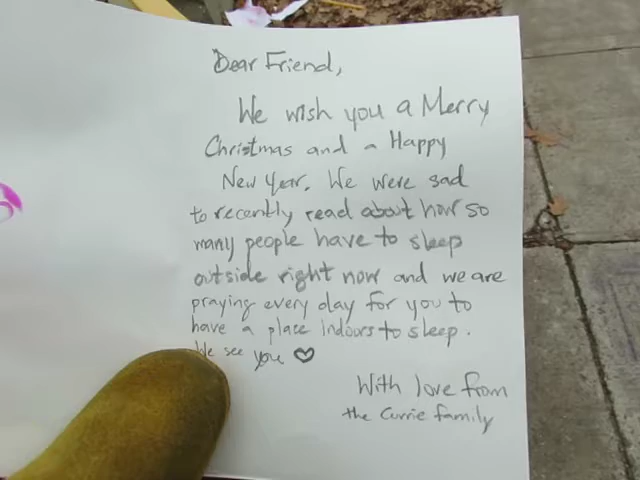 Dear Friend,
We wish you a Merry
Christmas and a Happy
New Year. We were sad
to recently read about how so
many people have to sleep
outside right now and we are
praying every day for you to
have a place indoors to sleep.
We see you ♡
With love from
the Currie family